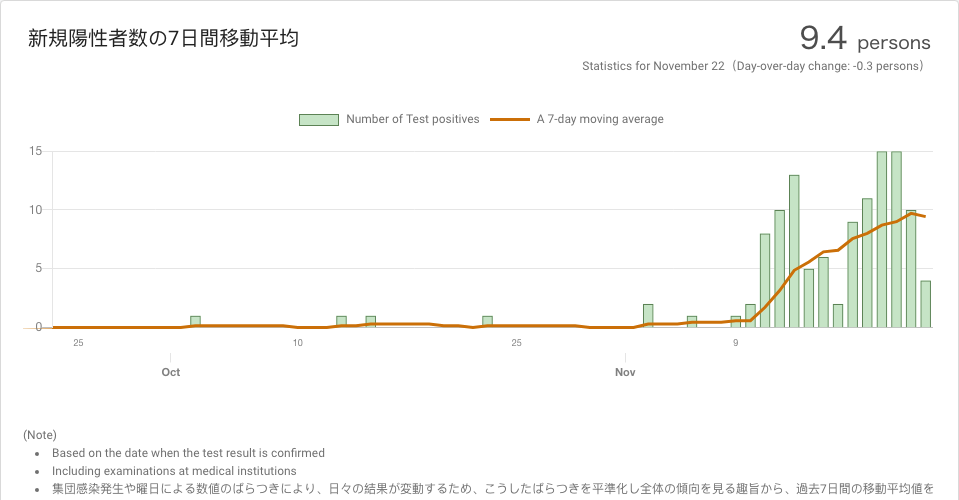 新規陽性者数の7日間移動平均
9.4 persons
Statistics for November 22（Day-over-day change: -0.3 persons）
Number of Test positives
A 7-day moving average
15
10
5
0
25
10
25
9
Oct
Nov
(Note)
Based on the date when the test result is confirmed
Including examinations at medical institutions
集団感染発生や曜日による数値のばらつきにより、日々の結果が変動するため、こうしたばらつきを平準化し全体の傾向を見る趣旨から、過去7日間の移動平均値を